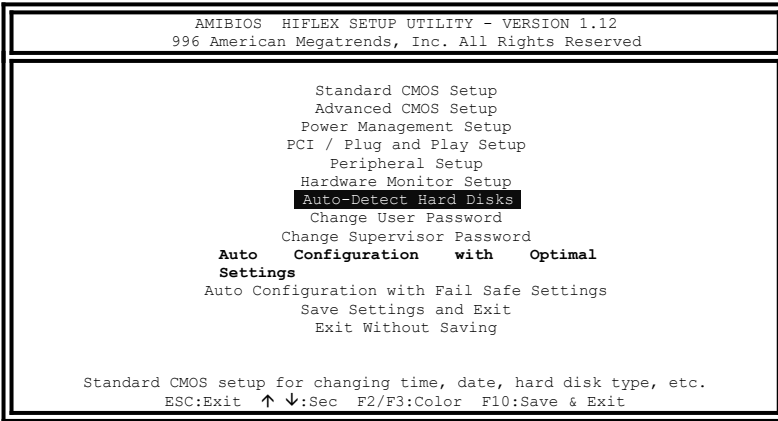 AMIBIOS HIFLEX SETUP UTILITY - VERSION 1.12
996 American Megatrends, Inc. All Rights Reserved
Standard CMOS Setup
Advanced CMOS Setup
Power Management Setup
PCI / Plug and Play Setup
Peripheral Setup
Hardware Monitor Setup
Auto-Detect Hard Disks
Change User Password
Change Supervisor Password
Auto Configuration with Optimal
Settings
Auto Configuration with Fail Safe Settings
Save Settings and Exit
Exit Without Saving
Standard CMOS setup for changing time, date, hard disk type, etc.
ESC:Exit ↑ ↓:Sec F2/F3:Color F10:Save & Exit